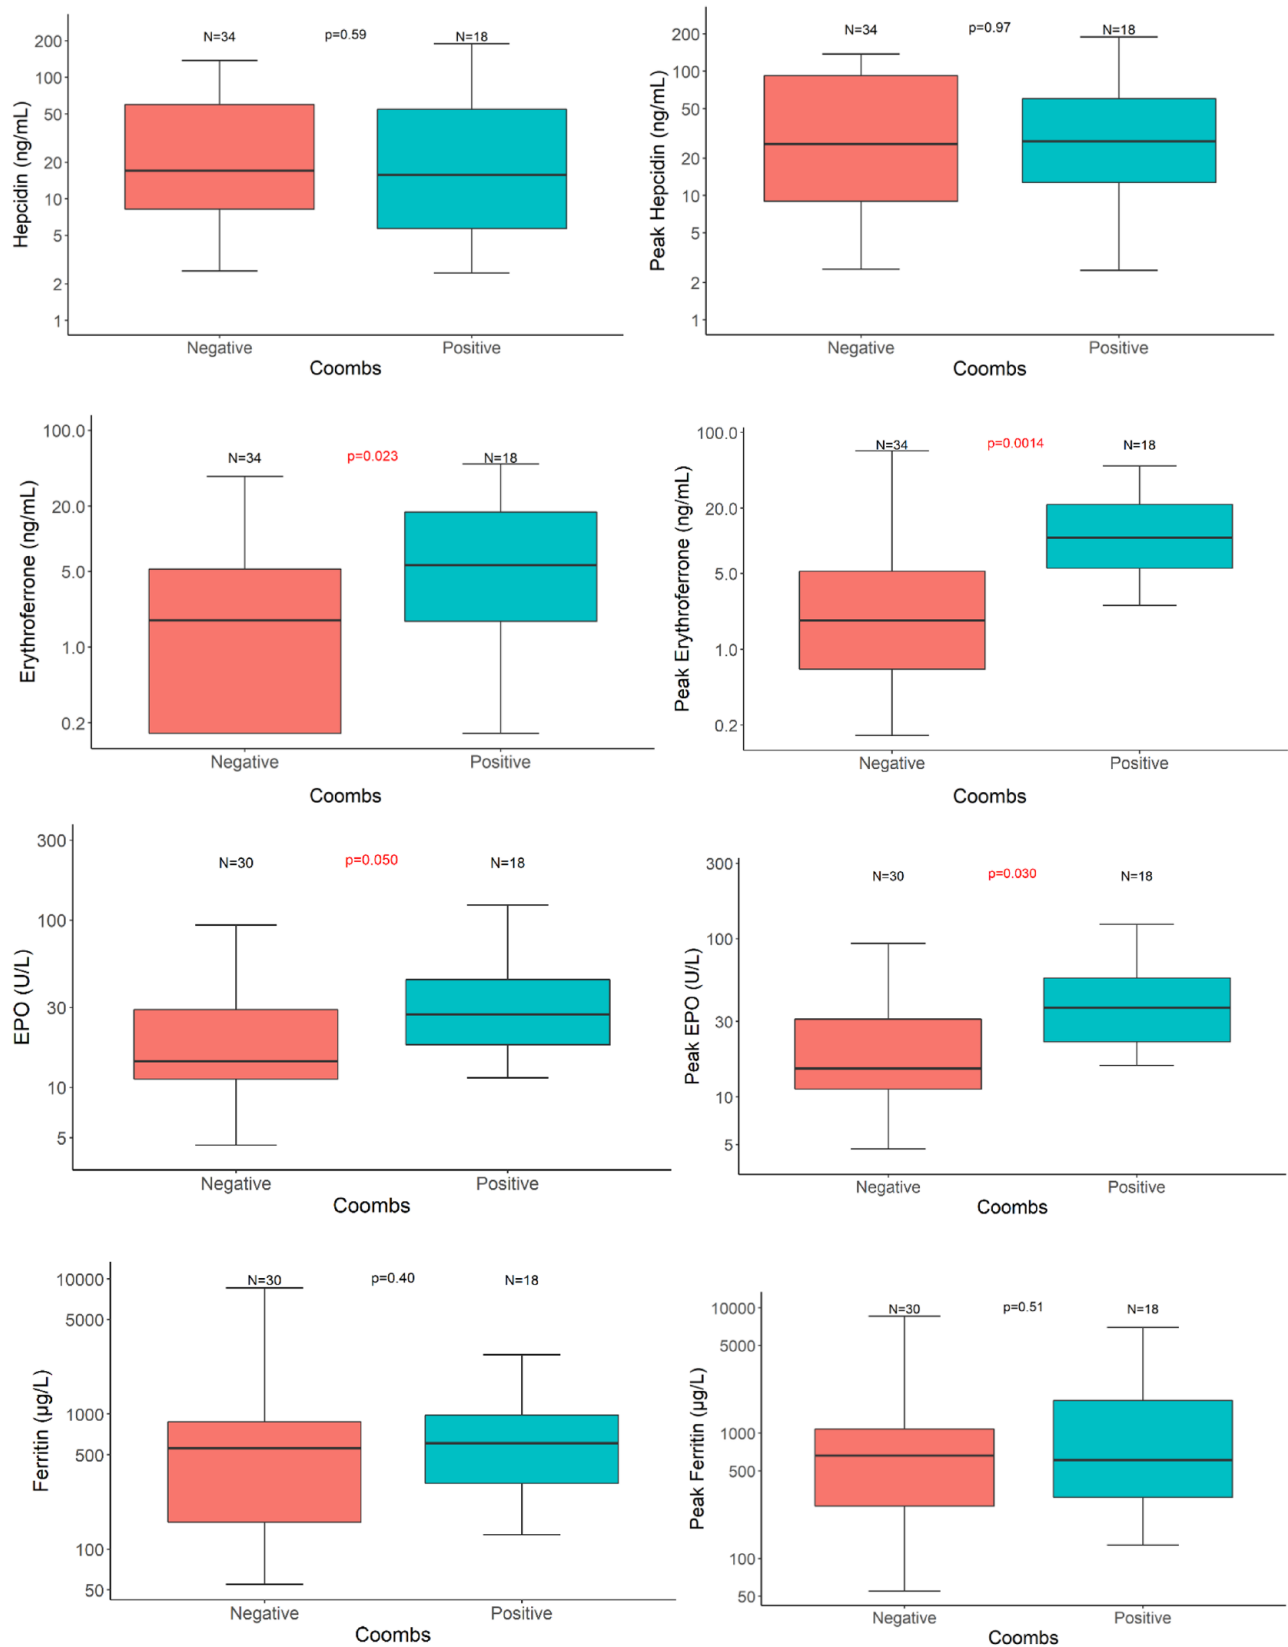 N=34 p=0.59 N=18
200
100
50
20
10
5
2
1
Hepcidin (ng/mL)
Negative Positive
Coombs
N=34 p=0.97 N=18
200
100
50
20
10
5
2
1
Peak Hepcidin (ng/mL)
Negative Positive
Coombs
N=34 p=0.023 N=18
100.0
20.0
5.0
1.0
0.2
Erythroferrone (ng/mL)
Negative Positive
Coombs
N=34 p=0.0014 N=18
100.0
20.0
5.0
1.0
0.2
Peak Erythroferrone (ng/mL)
Negative Positive
Coombs
N=30 p=0.050 N=18
300
100
30
10
5
EPO (U/L)
Negative Positive
Coombs
N=30 p=0.030 N=18
300
100
30
10
5
Peak EPO (U/L)
Negative Positive
Coombs
N=30 p=0.40 N=18
10000
5000
1000
500
100
50
Ferritin (µg/L)
Negative Positive
Coombs
N=30 p=0.51 N=18
10000
5000
1000
500
100
50
Peak Ferritin (µg/L)
Negative Positive
Coombs